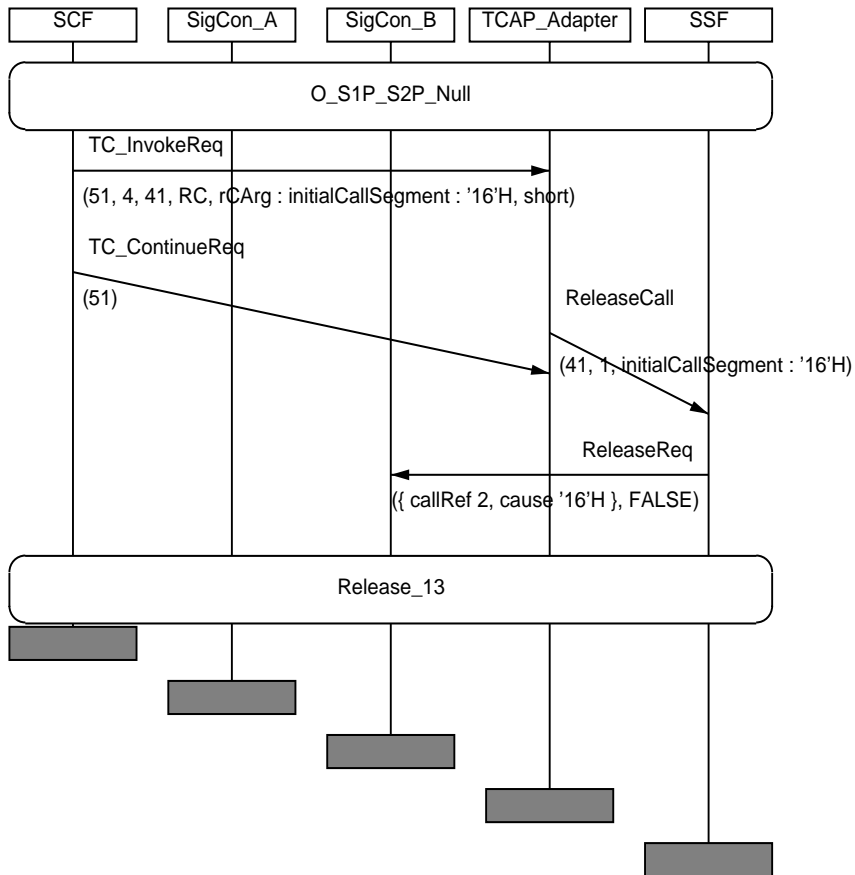 SCF SigCon_A SigCon_B TCAP_Adapter SSF
O_S1P_S2P_Null
TC_InvokeReq
(51, 4, 41, RC, rCArg : initialCallSegment : '16'H, short)
TC_ContinueReq
(51)
ReleaseCall
(41, 1, initialCallSegment : '16'H)
ReleaseReq
({ callRef 2, cause '16'H }, FALSE)
Release_13